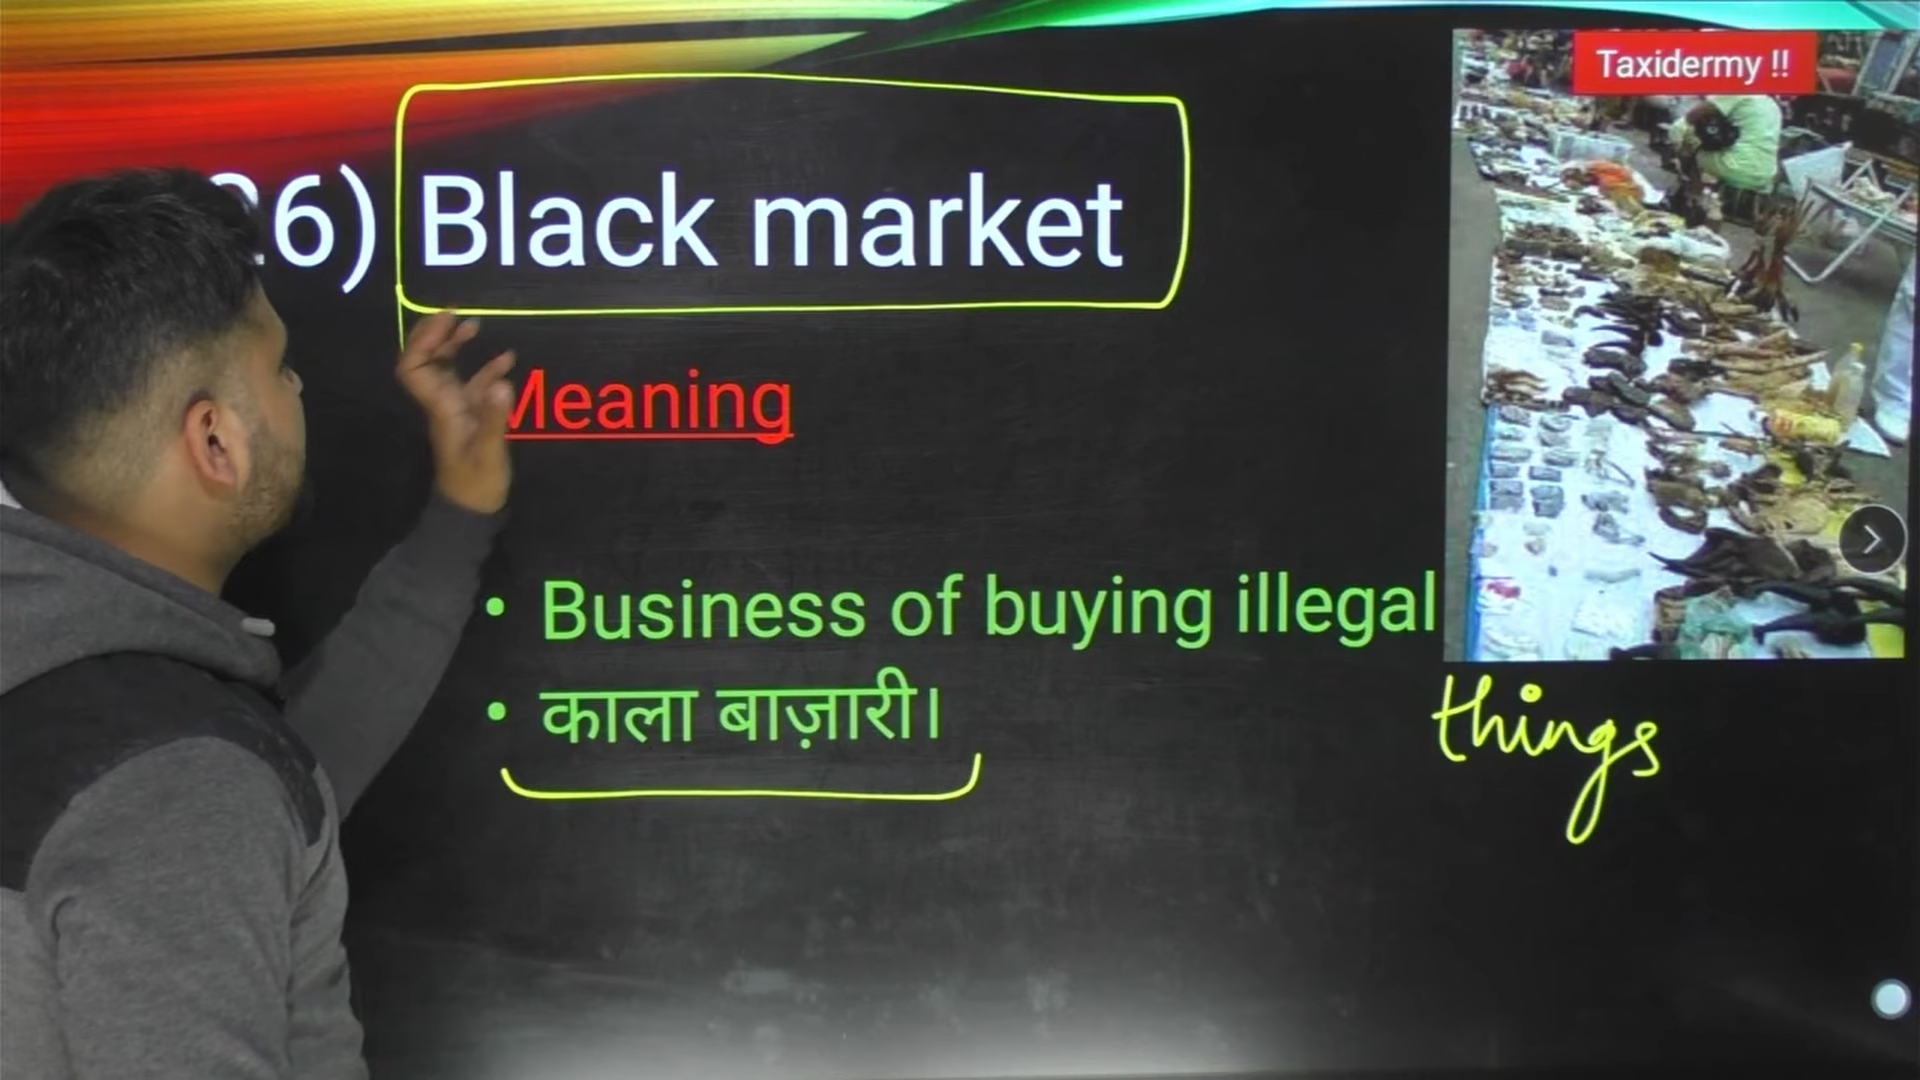 Taxidermy !!
26) Black market
Meaning
• Business of buying illegal
things
• काला बाज़ारी।